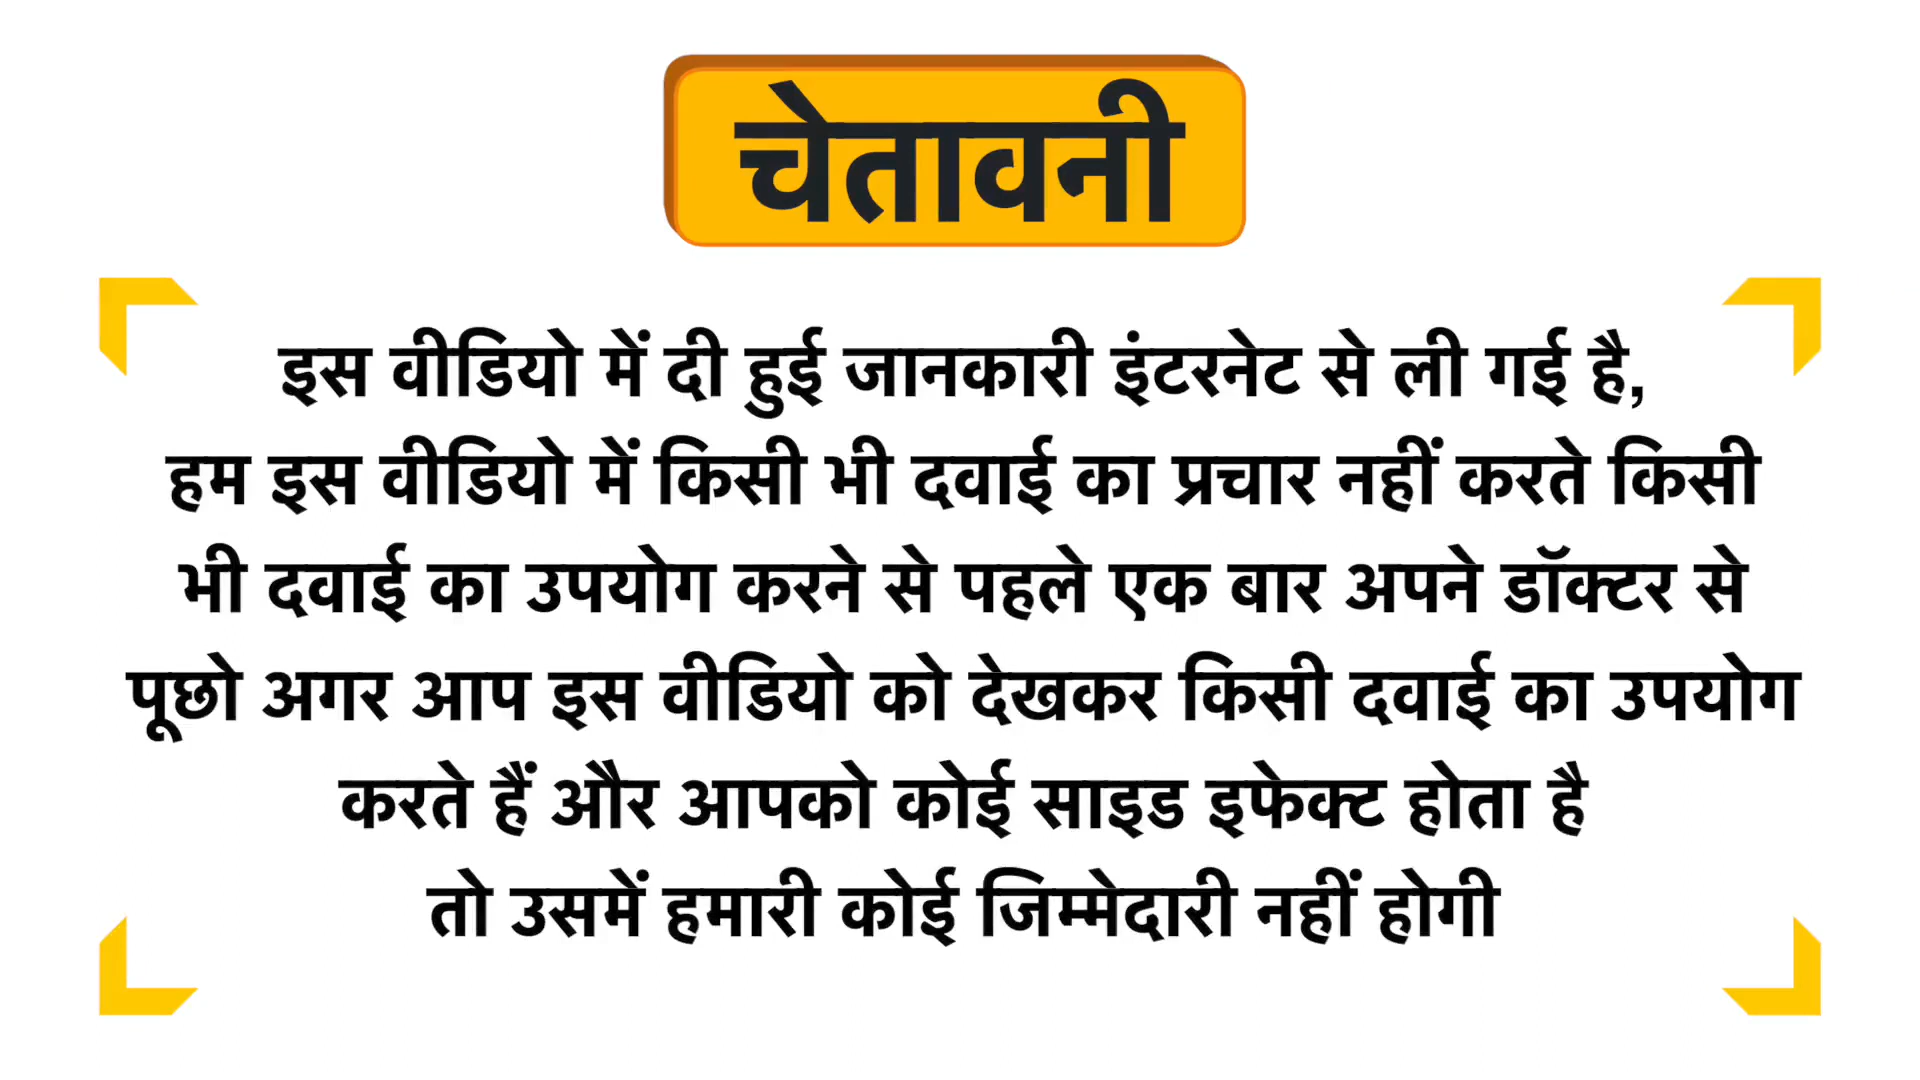 चेतावनी
इस वीडियो में दी हुई जानकारी इंटरनेट से ली गई है,
हम इस वीडियो में किसी भी दवाई का प्रचार नहीं करते किसी
भी दवाई का उपयोग करने से पहले एक बार अपने डॉक्टर से
पूछो अगर आप इस वीडियो को देखकर किसी दवाई का उपयोग
करते हैं और आपको कोई साइड इफेक्ट होता है
तो उसमें हमारी कोई जिम्मेदारी नहीं होगी